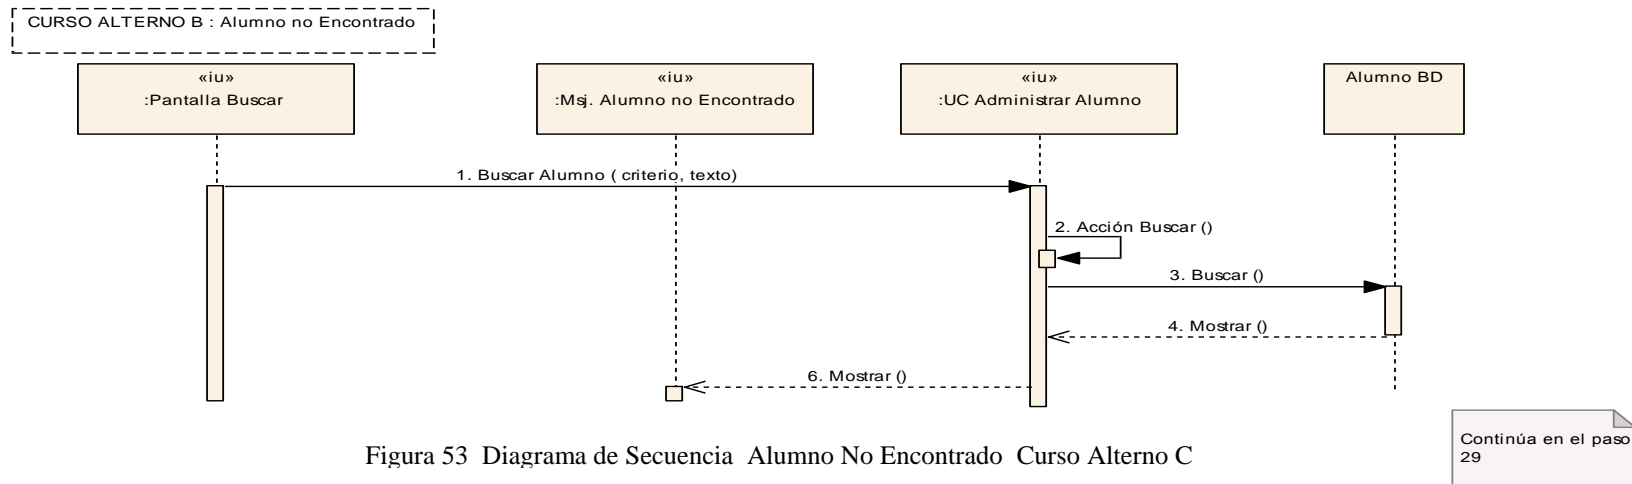 CURSO ALTERNO B : Alumno no Encontrado
«iu»
:Pantalla Buscar
«iu»
:Msj. Alumno no Encontrado
«iu»
:UC Administrar Alumno
Alumno BD
1. Buscar Alumno ( criterio, texto)
2. Acción Buscar ()
3. Buscar ()
4. Mostrar ()
6. Mostrar ()
Continúa en el paso
29
Figura 53 Diagrama de Secuencia Alumno No Encontrado Curso Alterno C